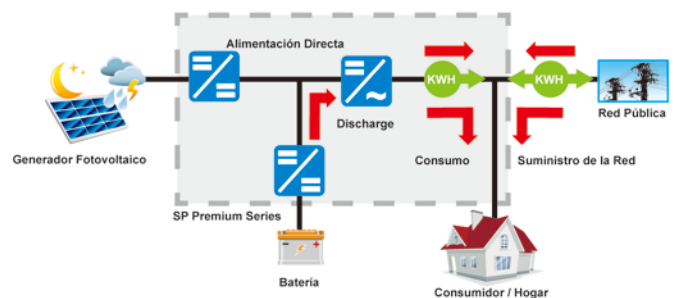 Alimentación Directa
KWH
KWH
Red Pública
Generador Fotovoltaico
Discharge
Consumo
Suministro de la Red
SP Premium Series
Batería
Consumidor / Hogar